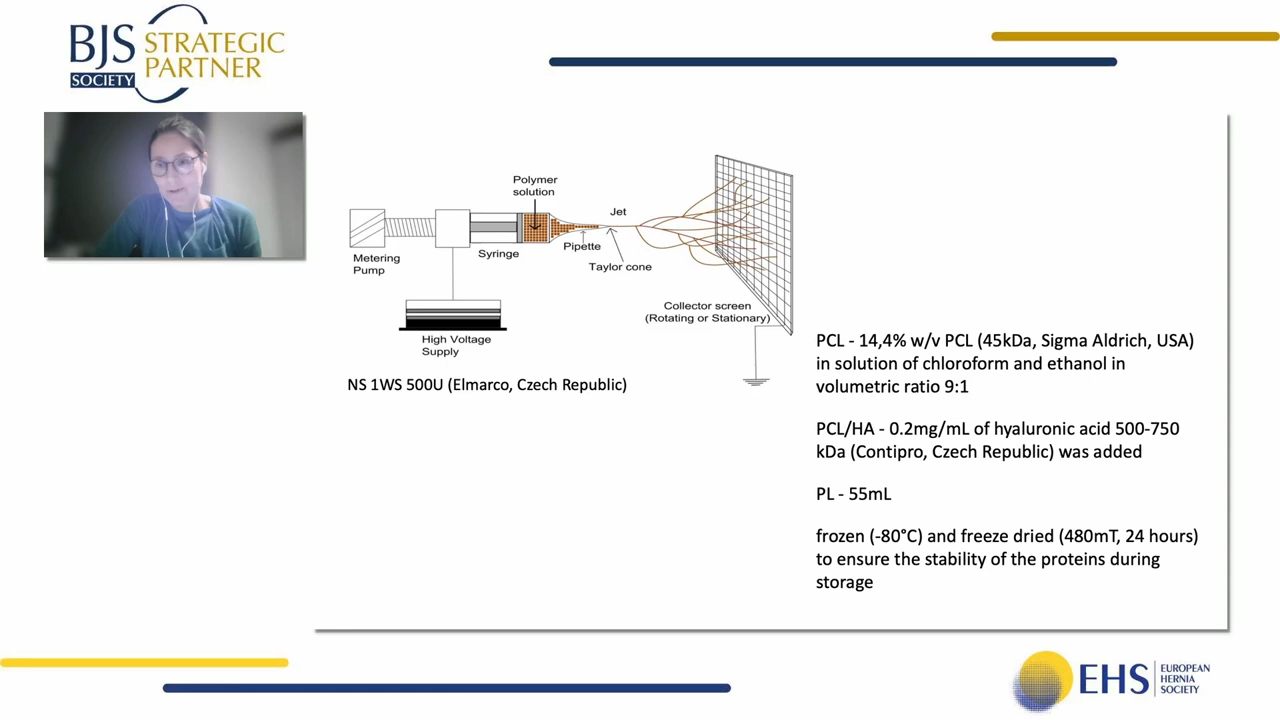 BJS
SOCIETY
STRATEGIC
PARTNER
Polymer
solution
Jet
Pipette
Taylor cone
Syringe
Metering
Pump
High Voltage
Supply
Collector screen
(Rotating or Stationary)
NS 1WS 500U (Elmarco, Czech Republic)
PCL - 14,4% w/v PCL (45kDa, Sigma Aldrich, USA)
in solution of chloroform and ethanol in
volumetric ratio 9:1
PCL/HA - 0.2mg/mL of hyaluronic acid 500-750
kDa (Contipro, Czech Republic) was added
PL - 55mL
frozen (-80°C) and freeze dried (480mT, 24 hours)
to ensure the stability of the proteins during
storage
EHS
EUROPEAN
HERNIA
SOCIETY